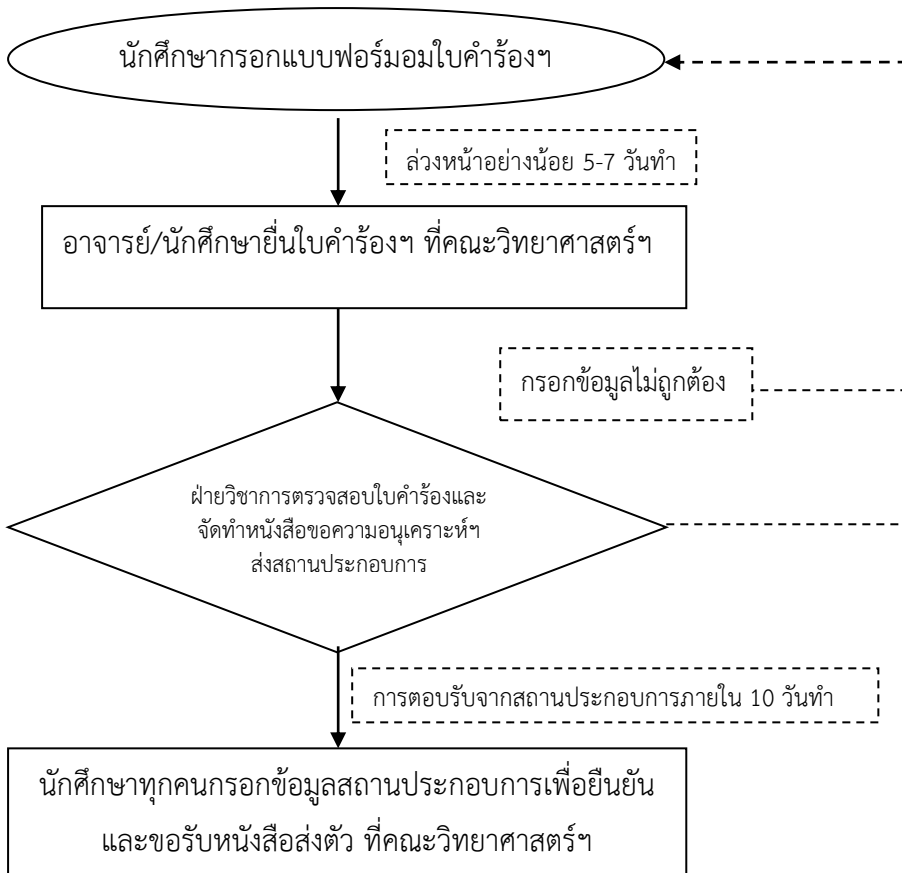 นักศึกษากรอกแบบฟอร์มอมใบคำร้องฯ
ล่วงหน้าอย่างน้อย 5-7 วันทำ
อาจารย์/นักศึกษายื่นใบคำร้องฯ ที่คณะวิทยาศาสตร์ฯ
กรอกข้อมูลไม่ถูกต้อง
ฝ่ายวิชาการตรวจสอบใบคำร้องและ
จัดทำหนังสือขอความอนุเคราะห์ฯ
ส่งสถานประกอบการ
การตอบรับจากสถานประกอบการภายใน 10 วันทำ
นักศึกษาทุกคนกรอกข้อมูลสถานประกอบการเพื่อยืนยัน
และขอรับหนังสือส่งตัว ที่คณะวิทยาศาสตร์ฯ